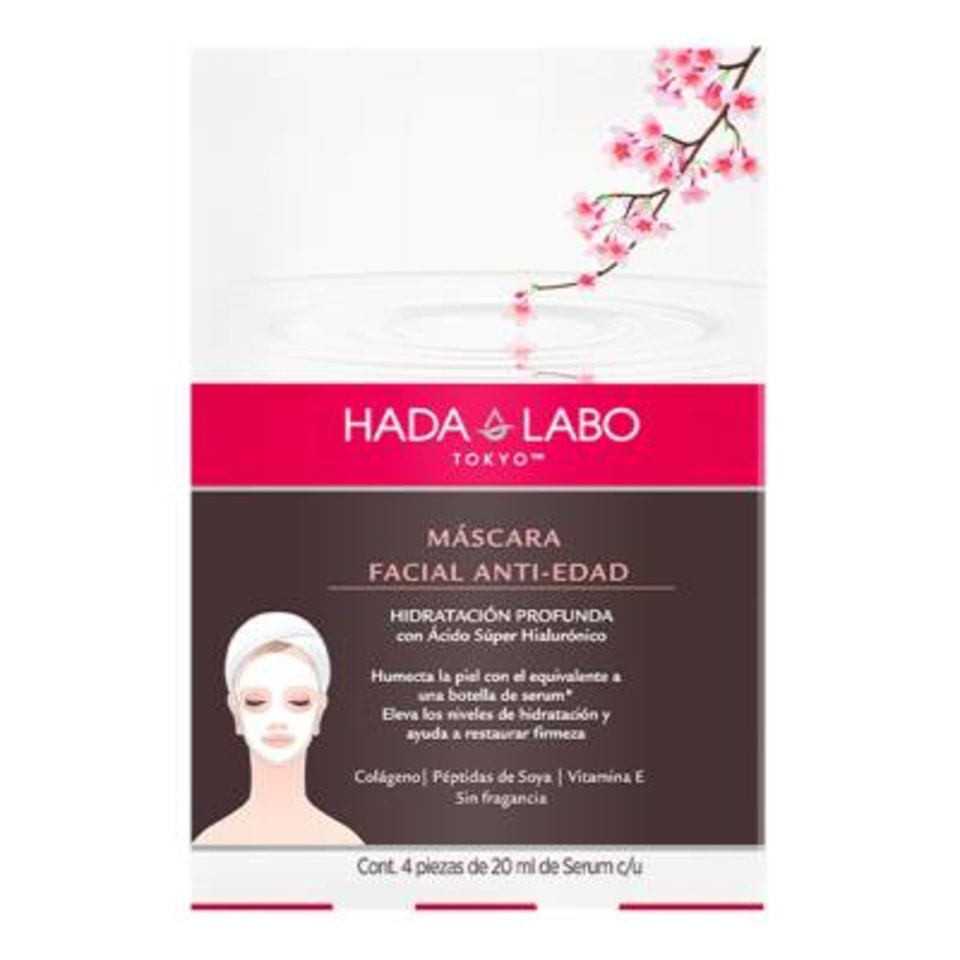 HADA LABO
TOKYO™
MÁSCARA
FACIAL ANTI-EDAD
HIDRATACIÓN PROFUNDA
con Ácido Súper Hialurónico
Humecta la piel con el equivalente a
una botella de serum*
Eleva los niveles de hidratación y
ayuda a restaurar firmeza
Colágeno| Péptidas de Soya | Vitamina E
Sin fragancia
Cont. 4 piezas de 20 ml de Serum c/u